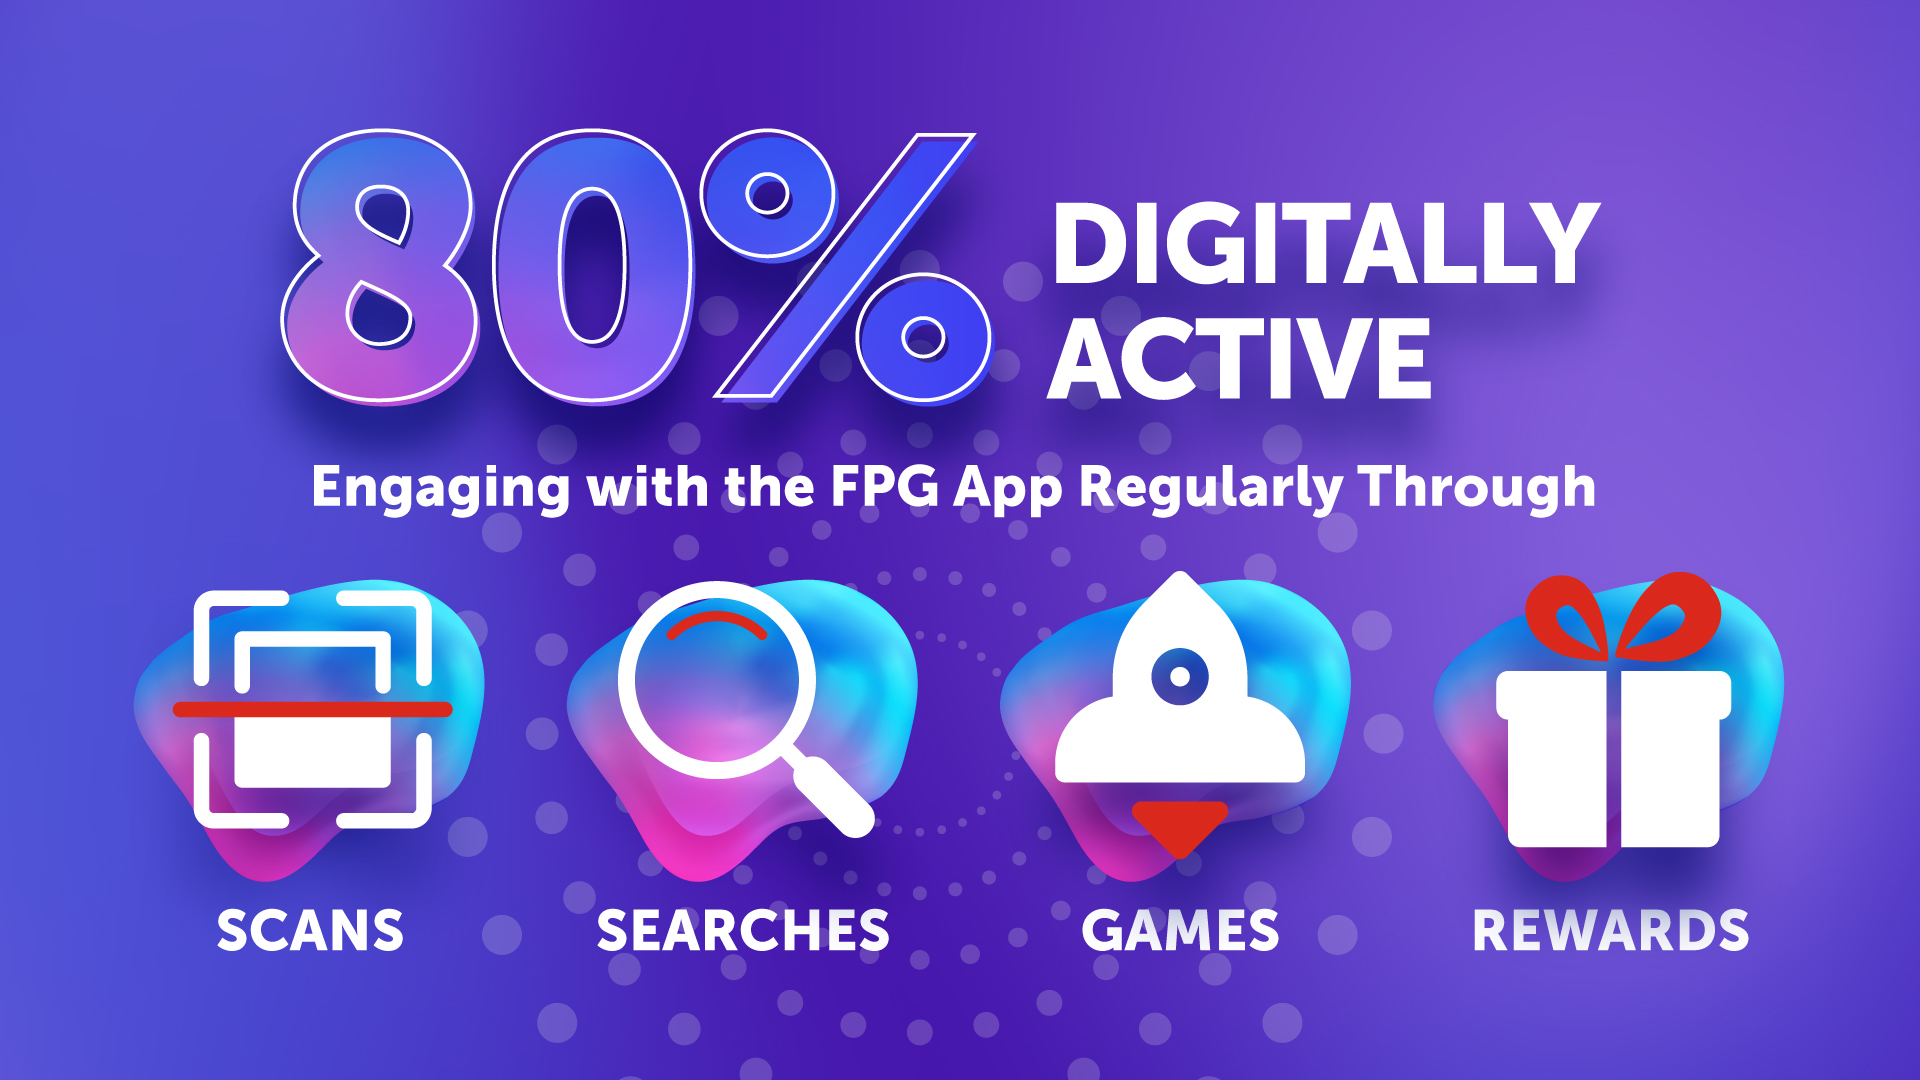 80% DIGITALLY
ACTIVE
Engaging with the FPG App Regularly Through
SCANS
SEARCHES
GAMES
REWARDS